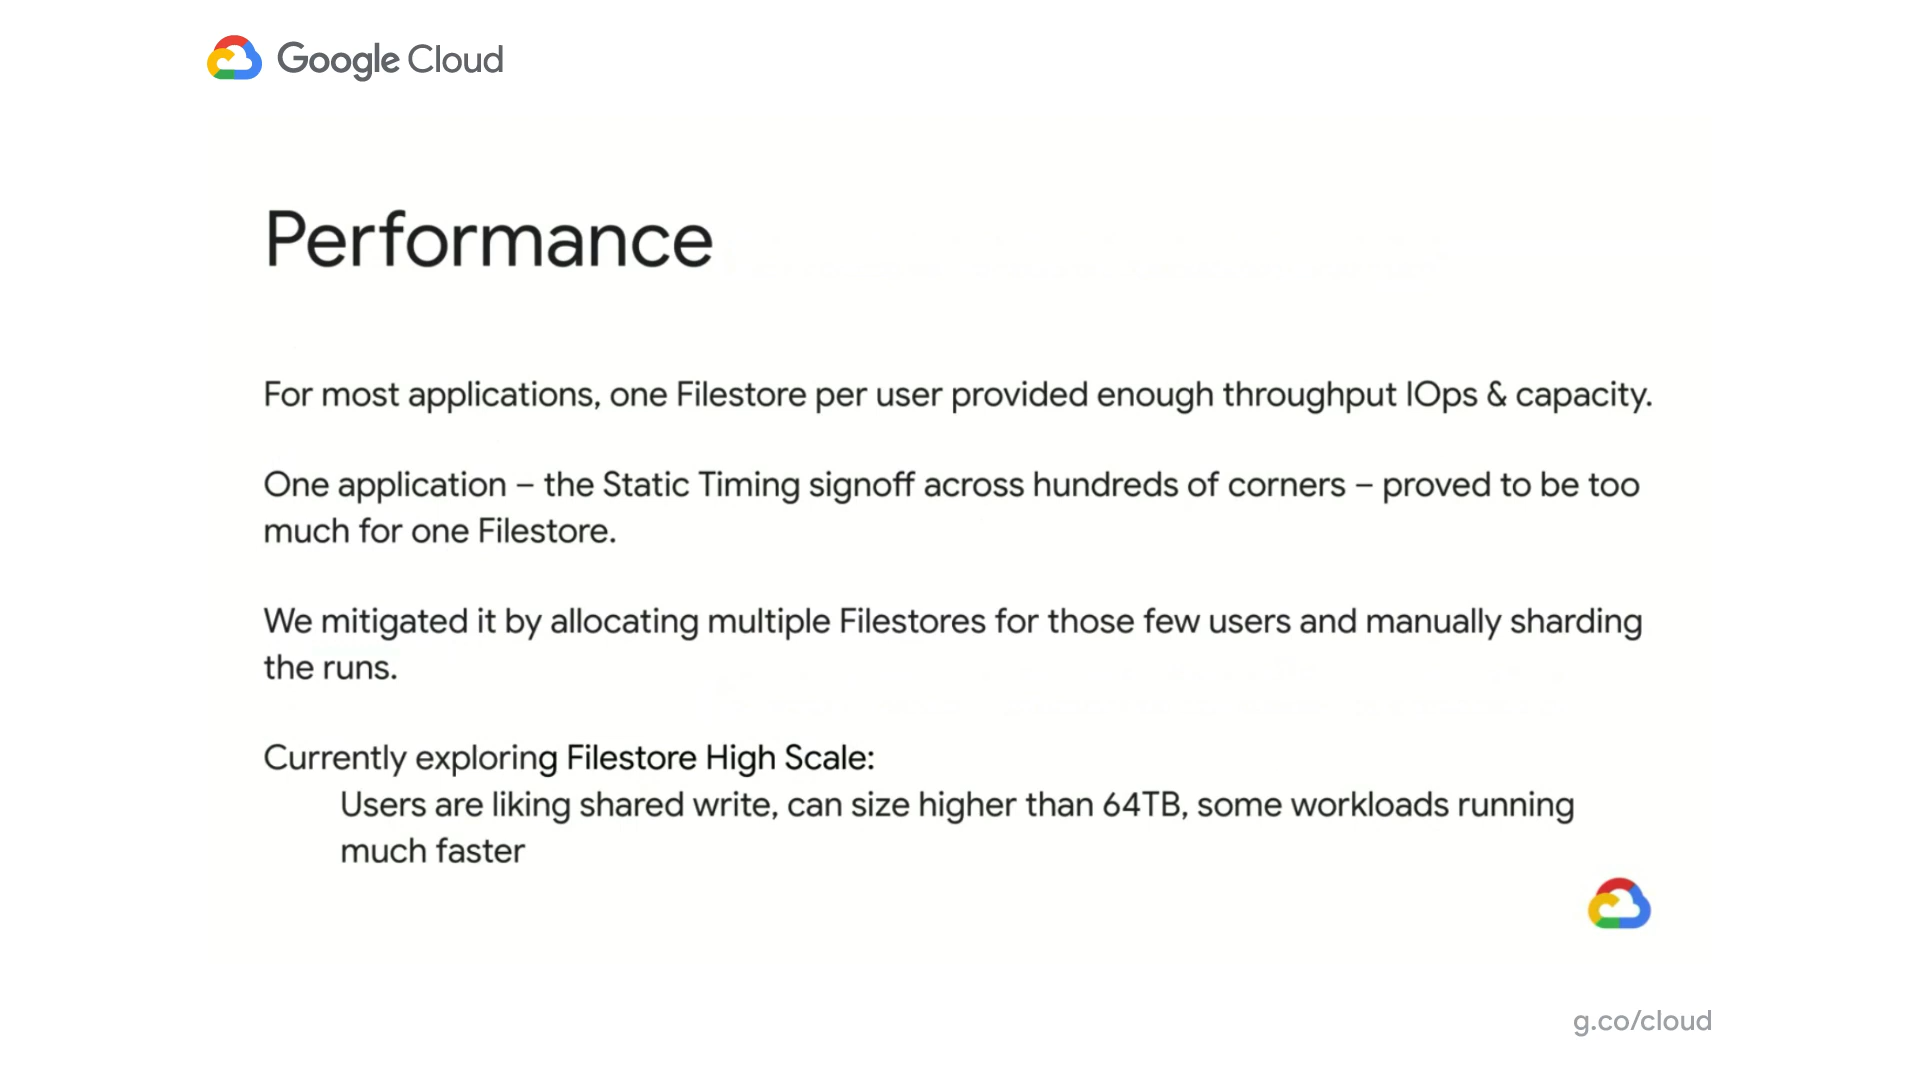 Google Cloud
Performance
For most applications, one Filestore per user provided enough throughput IOps & capacity.
One application – the Static Timing signoff across hundreds of corners – proved to be too
much for one Filestore.
We mitigated it by allocating multiple Filestores for those few users and manually sharding
the runs.
Currently exploring Filestore High Scale:
Users are liking shared write, can size higher than 64TB, some workloads running
much faster
g.co/cloud